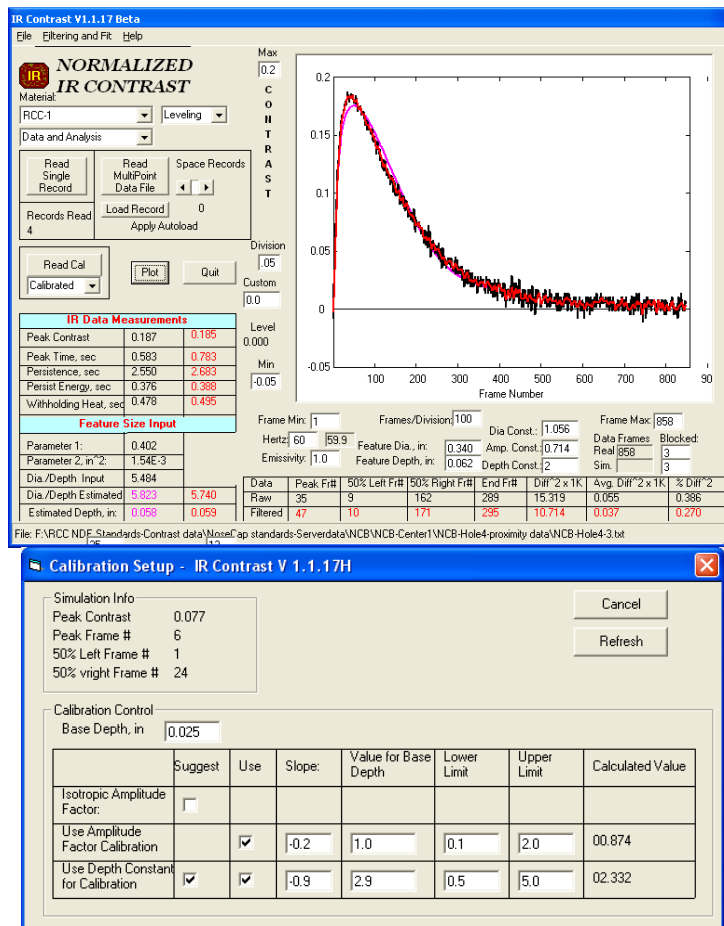 IR Contrast V1.1.17 Beta
File Filtering and Fit Help
IR
NORMALIZED
IR CONTRAST
Material:
RCC-1 Leveling
Data and Analysis
Read Single Record
Read MultiPoint Data File
Space Records
Load Record 0
Records Read
4
Apply Autoload
Read Cal
Calibrated
Plot
Quit
Max
0.2
CONTRAST
Division
.05
Custom
0.0
Level
0.000
Min
-0.05
0.2
0.15
0.1
0.05
0
-0.05
100 200 300 400 500 600 700 800 90
Frame Number
IR Data Measurements
Peak Contrast 0.187 0.185
Peak Time, sec 0.583 0.783
Persistence, sec 2.550 2.683
Persist Energy, sec 0.376 0.388
Withholding Heat, sec 0.478 0.495
Feature Size Input
Parameter 1: 0.402
Parameter 2, in^2: 1.54E-3
Dia./Depth Input 5.484
Dia./Depth Estimated 5.823 5.740
Estimated Depth, in: 0.058 0.059
Frame Min: 1 Frames/Division: 100 Frame Max: 858
Hertz: 60 59.9 Feature Dia., in: 0.340
Emissivity: 1.0 Feature Depth, in: 0.062
Dia Const.: 1.056
Amp. Const.: 0.714
Depth Const.: 2
Data Frames Blocked:
Real 858 3
Sim. 3
Data Peak Fr# 50% Left Fr# 50% Right Fr# End Fr# Diff^2 x 1K Avg. Diff^2 x 1K % Diff^2
Raw 35 9 162 289 15.319 0.055 0.386
Filtered 47 10 171 295 10.714 0.037 0.270
File: F:\RCC NDE Standards-Contrast data\NoseCap standards-Serverdata\NCB\NCB-Center1\NCB-Hole4-proximity data\NCB-Hole4-3.txt
Calibration Setup - IR Contrast V 1.1.17H
Simulation Info
Peak Contrast 0.077
Peak Frame # 6
50% Left Frame # 1
50% vright Frame # 24
Cancel
Refresh
Calibration Control
Base Depth, in 0.025
Suggest Use Slope: Value for Base Depth Lower Limit Upper Limit Calculated Value
Isotropic Amplitude Factor:
Use Amplitude Factor Calibration -0.2 1.0 0.1 2.0 00.874
Use Depth Constant for Calibration -0.9 2.9 0.5 5.0 02.332